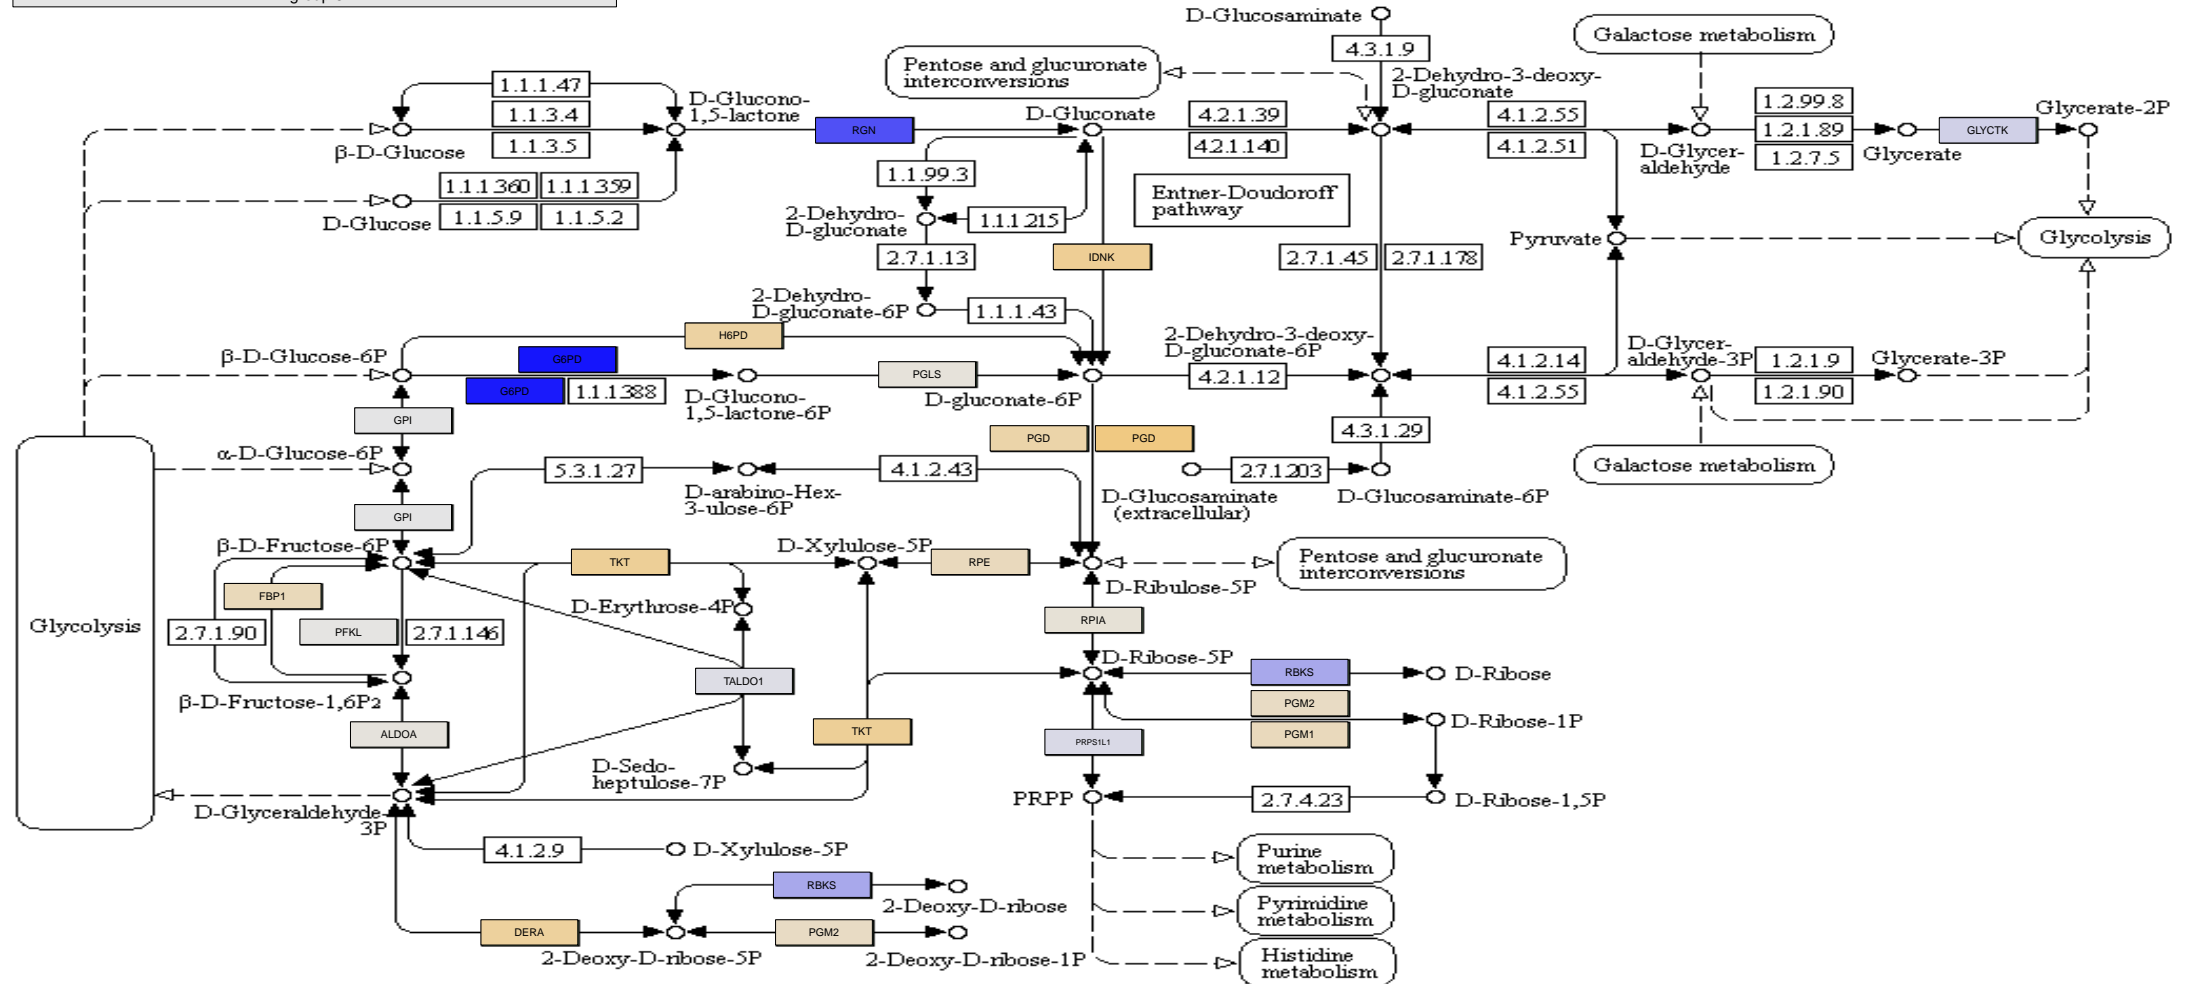 D-Glucosaminate
4.3.1.9
Galactose metabolism
Pentose and glucuronate
interconversions
2-Dehydro-3-deoxy-
D-gluconate
1.1.1.47
1.1.3.4
1.1.3.5
D-Glucono-
1,5-lactone
RGN
D-Gluconate
4.2.1.39
4.2.1.140
4.1.2.55
4.1.2.51
1.2.99.8
1.2.1.89
1.2.7.5
Glycerate-2P
GLYCTK
β-D-Glucose
D-Glycer-
aldehyde
Glycerate
1.1.1.360
1.1.1.359
1.1.5.9
1.1.5.2
D-Glucose
1.1.99.3
Entner-Doudoroff
pathway
2-Dehydro-
D-gluconate
1.1.1.215
Pyruvate
Glycolysis
2.7.1.13
IDNK
2.7.1.45
2.7.1.178
2-Dehydro-
D-gluconate-6P
1.1.1.43
H6PD
β-D-Glucose-6P
G6PD
G6PD
1.1.1388
D-Glucono-
1,5-lactone-6P
PGLS
D-gluconate-6P
2-Dehydro-3-deoxy-
D-gluconate-6P
4.2.1.12
4.1.2.14
4.1.2.55
D-Glycer-
aldehyde-3P
1.2.1.9
1.2.1.90
Glycerate-3P
GPI
PGD
PGD
4.3.1.29
Galactose metabolism
α-D-Glucose-6P
5.3.1.27
4.1.2.43
2.7.1.203
D-arabino-Hex-
3-ulose-6P
D-Glucosaminate
(extracellular)
D-Glucosaminate-6P
GPI
β-D-Fructose-6P
TKT
D-Xylulose-5P
RPE
Pentose and glucuronate
interconversions
D-Ribulose-5P
FBP1
D-Erythrose-4P
Glycolysis
2.7.1.90
PFKL
2.7.1.146
RPIA
D-Ribose-5P
TALDO1
RBKS
D-Ribose
β-D-Fructose-1,6P2
PGM2
D-Ribose-1P
PGM1
ALDOA
TKT
PRPS1L1
D-Sedo-
heptulose-7P
D-Glyceraldehyde-
3P
PRPP
2.7.4.23
D-Ribose-1,5P
4.1.2.9
D-Xylulose-5P
Purine
metabolism
RBKS
2-Deoxy-D-ribose
Pyrimidine
metabolism
DERA
PGM2
2-Deoxy-D-ribose-5P
2-Deoxy-D-ribose-1P
Histidine
metabolism